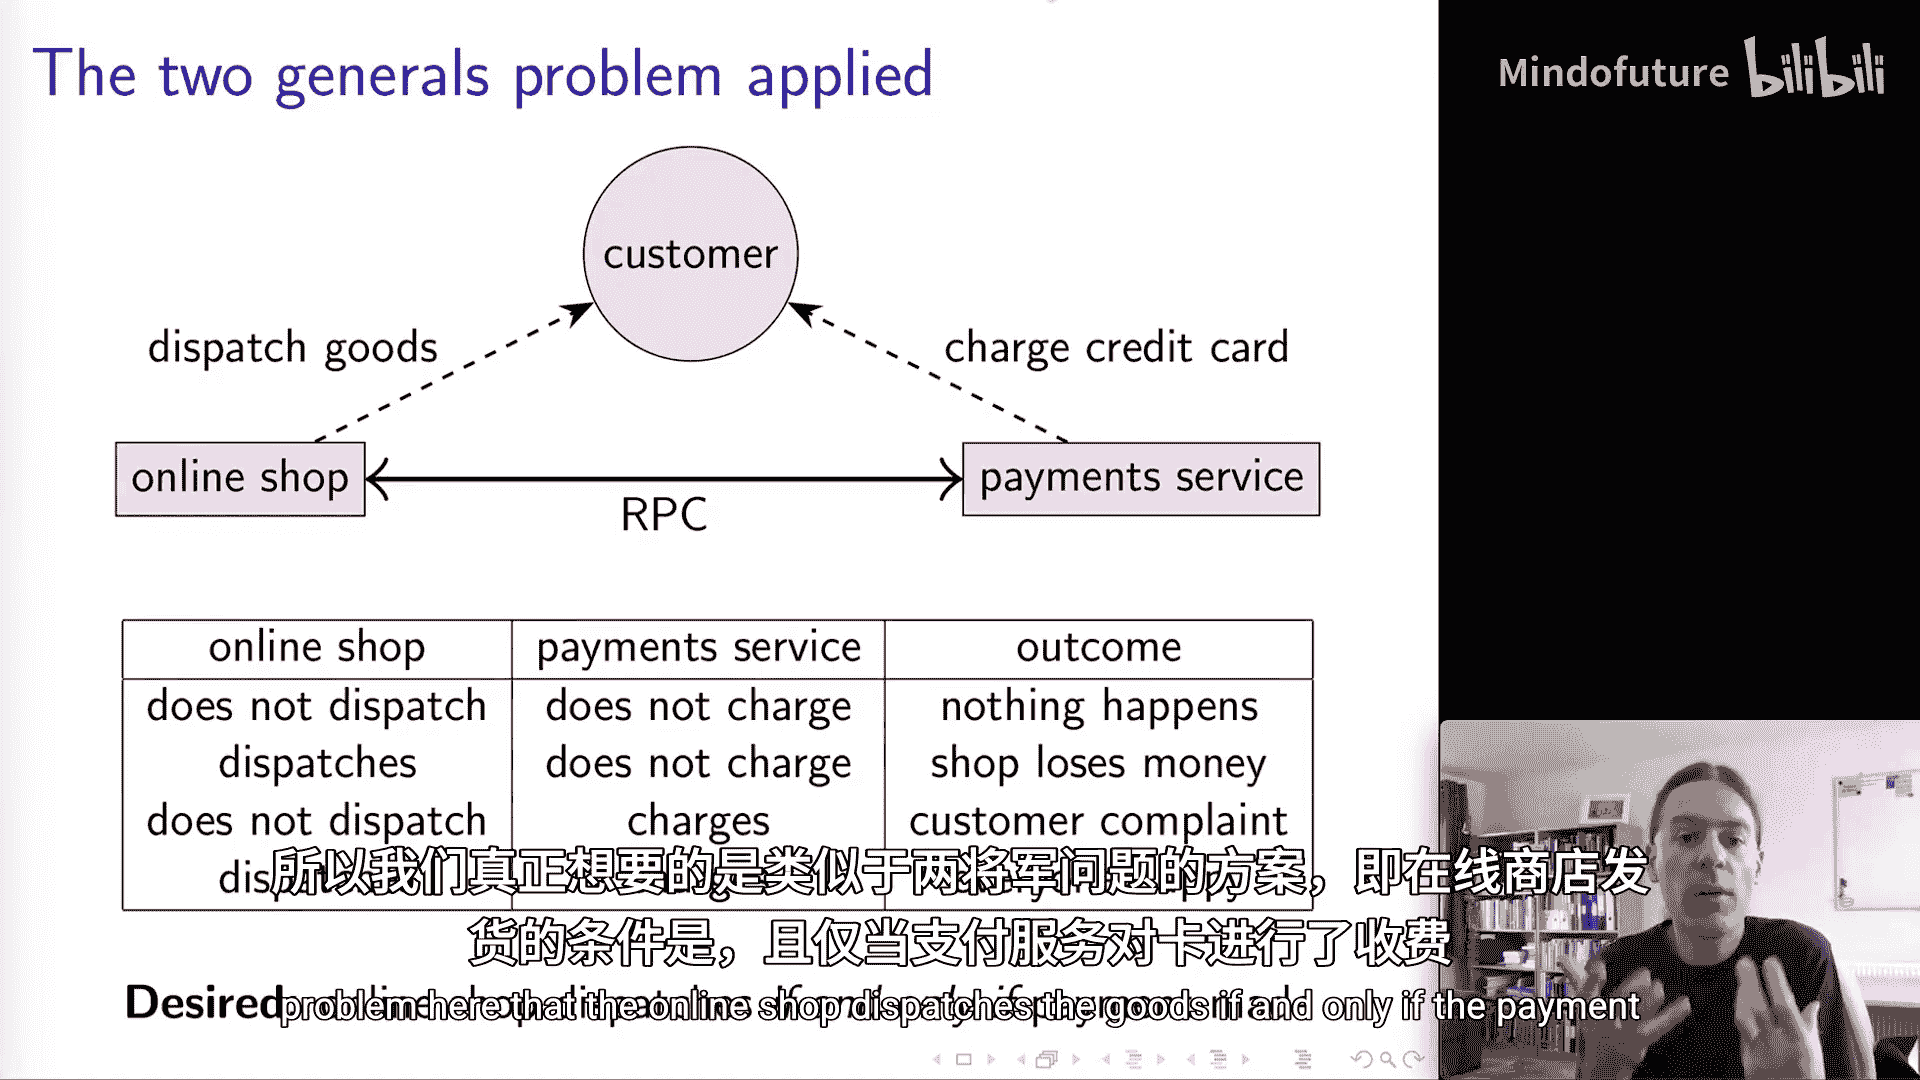 The two generals problem applied
Mindofuture bilibili
customer
dispatch goods
charge credit card
online shop
payments service
RPC
online shop payments service outcome
does not dispatch does not charge nothing happens
dispatches does not charge shop loses money
does not dispatch charges customer complaint
所以我们真正想要的是类似于两将军问题的方案，即在线商店发
货的条件是，且仅当支付服务对卡进行了收费
Desired
problem here that the online shop dispatches the goods if and only if the payment